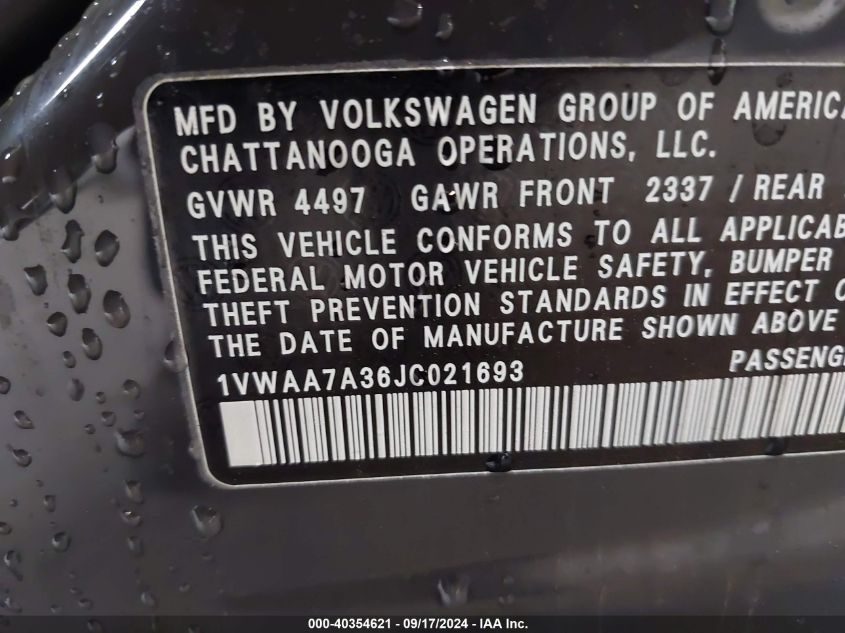 MFD BY VOLKSWAGEN GROUP OF AMERICA
CHATTANOOGA OPERATIONS, LLC.
GVWR 4497 GAWR FRONT 2337 / REAR
THIS VEHICLE CONFORMS TO ALL APPLICAB
FEDERAL MOTOR VEHICLE SAFETY, BUMPER
THEFT PREVENTION STANDARDS IN EFFECT O
THE DATE OF MANUFACTURE SHOWN ABOVE
1VWAA7A36JC021693 PASSENG
000-40354621 - 09/17/2024 - IAAI.com